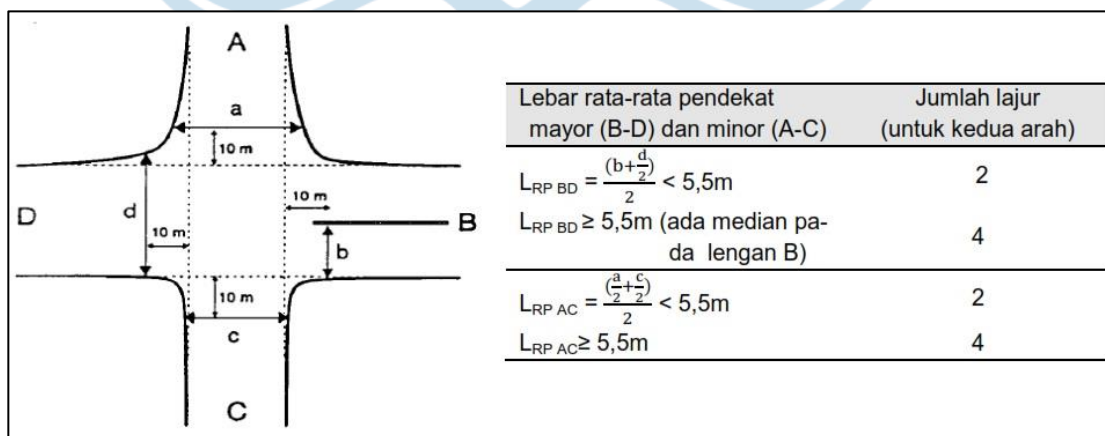 A
a
10 m
10 m
D
d
B
10 m
b
10 m
c
C
Lebar rata-rata pendekat Jumlah lajur
mayor (B-D) dan minor (A-C) (untuk kedua arah)
L_RP BD = (b+d/2)/2 < 5,5m 2
L_RP BD ≥ 5,5m (ada median pa-
da lengan B) 4
L_RP AC = (a/2+c/2)/2 < 5,5m 2
L_RP AC ≥ 5,5m 4